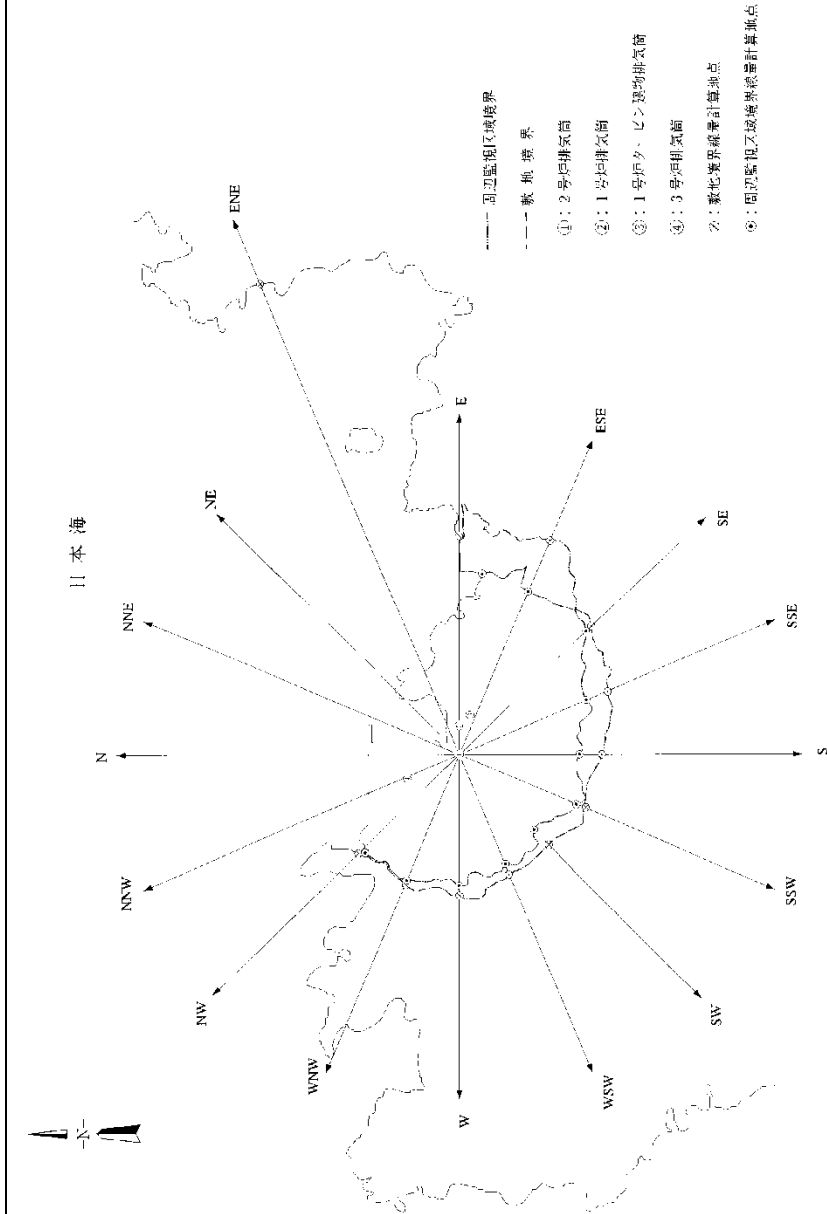 日本海
N
NNE
NE
ENE
E
ESE
SE
SSE
S
SSW
SW
WSW
W
WNW
NW
NNW
-N-
周辺監視区域境界
敷地境界
①:2号炉排気筒
②:1号炉排気筒
③:1号炉タービン建物排気筒
④:3号炉排気筒
敷地境界線量計算地点
◉:周辺監視区域境界線量計算地点